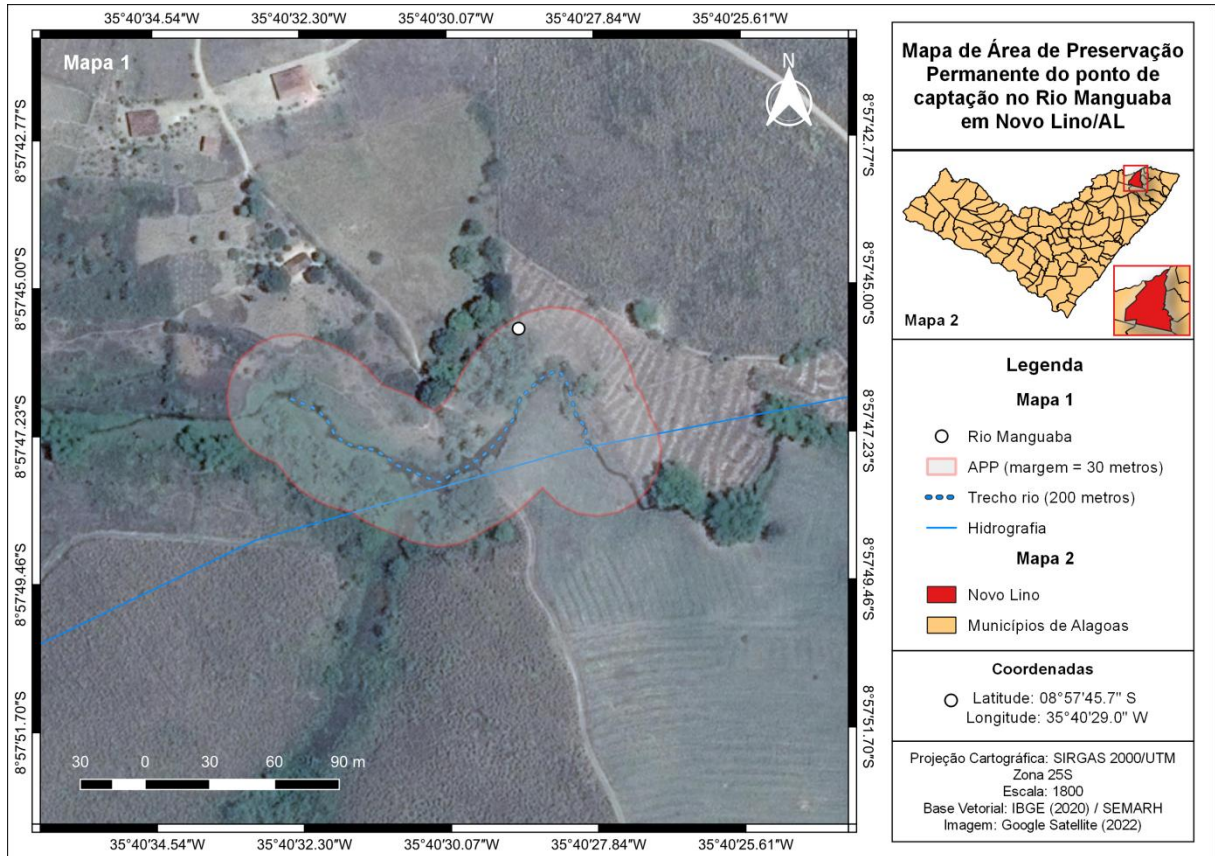 35°40'34.54"W 35°40'32.30"W 35°40'30.07"W 35°40'27.84"W 35°40'25.61"W
Mapa 1
N
8°57'42.77"S
8°57'45.00"S
8°57'47.23"S
8°57'49.46"S
8°57'51.70"S
8°57'42.77"S
8°57'45.00"S
8°57'47.23"S
8°57'49.46"S
8°57'51.70"S
30 0 30 60 90 m
35°40'34.54"W 35°40'32.30"W 35°40'30.07"W 35°40'27.84"W 35°40'25.61"W
Mapa de Área de Preservação
Permanente do ponto de
captação no Rio Manguaba
em Novo Lino/AL
Mapa 2
Legenda
Mapa 1
Rio Manguaba
APP (margem = 30 metros)
Trecho rio (200 metros)
Hidrografia
Mapa 2
Novo Lino
Municípios de Alagoas
Coordenadas
Latitude: 08°57'45.7" S
Longitude: 35°40'29.0" W
Projeção Cartográfica: SIRGAS 2000/UTM
Zona 25S
Escala: 1800
Base Vetorial: IBGE (2020) / SEMARH
Imagem: Google Satellite (2022)